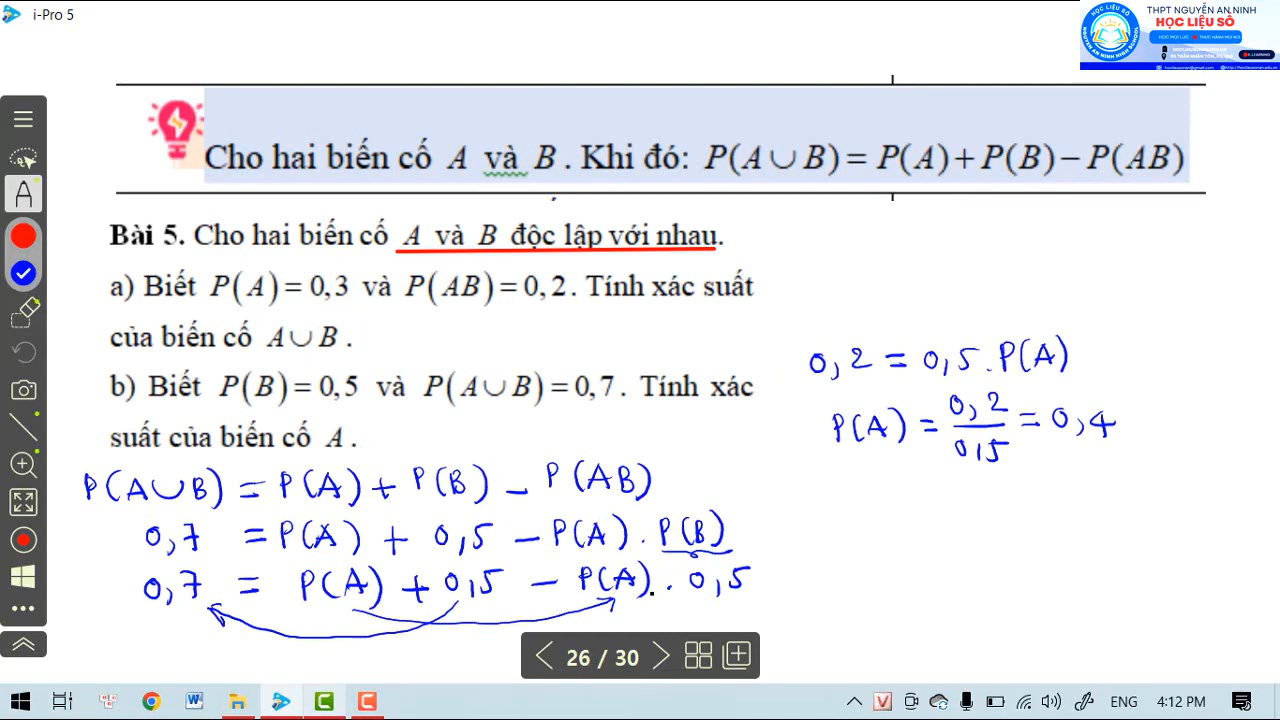 i-Pro 5
THPT NGUYỄN AN NINH
HỌC LIỆU SỐ
HỌC MỌI LÚC
E-LEARNING
Cho hai biến cố A và B. Khi đó: P(A∪B)=P(A)+P(B)−P(AB)
Bài 5. Cho hai biến cố A và B độc lập với nhau.
a) Biết P(A)=0,3 và P(AB)=0,2. Tính xác suất
của biến cố A∪B.
b) Biết P(B)=0,5 và P(A∪B)=0,7. Tính xác
suất của biến cố A.
P(A∪B) = P(A) + P(B) − P(AB)
0,7 = P(A) + 0,5 − P(A) . P(B)
0,7 = P(A) + 0,5 − P(A) . 0,5
0,2 = 0,5 . P(A)
P(A) = 0,2 / 0,5 = 0,4
26 / 30
ENG
4:12 PM